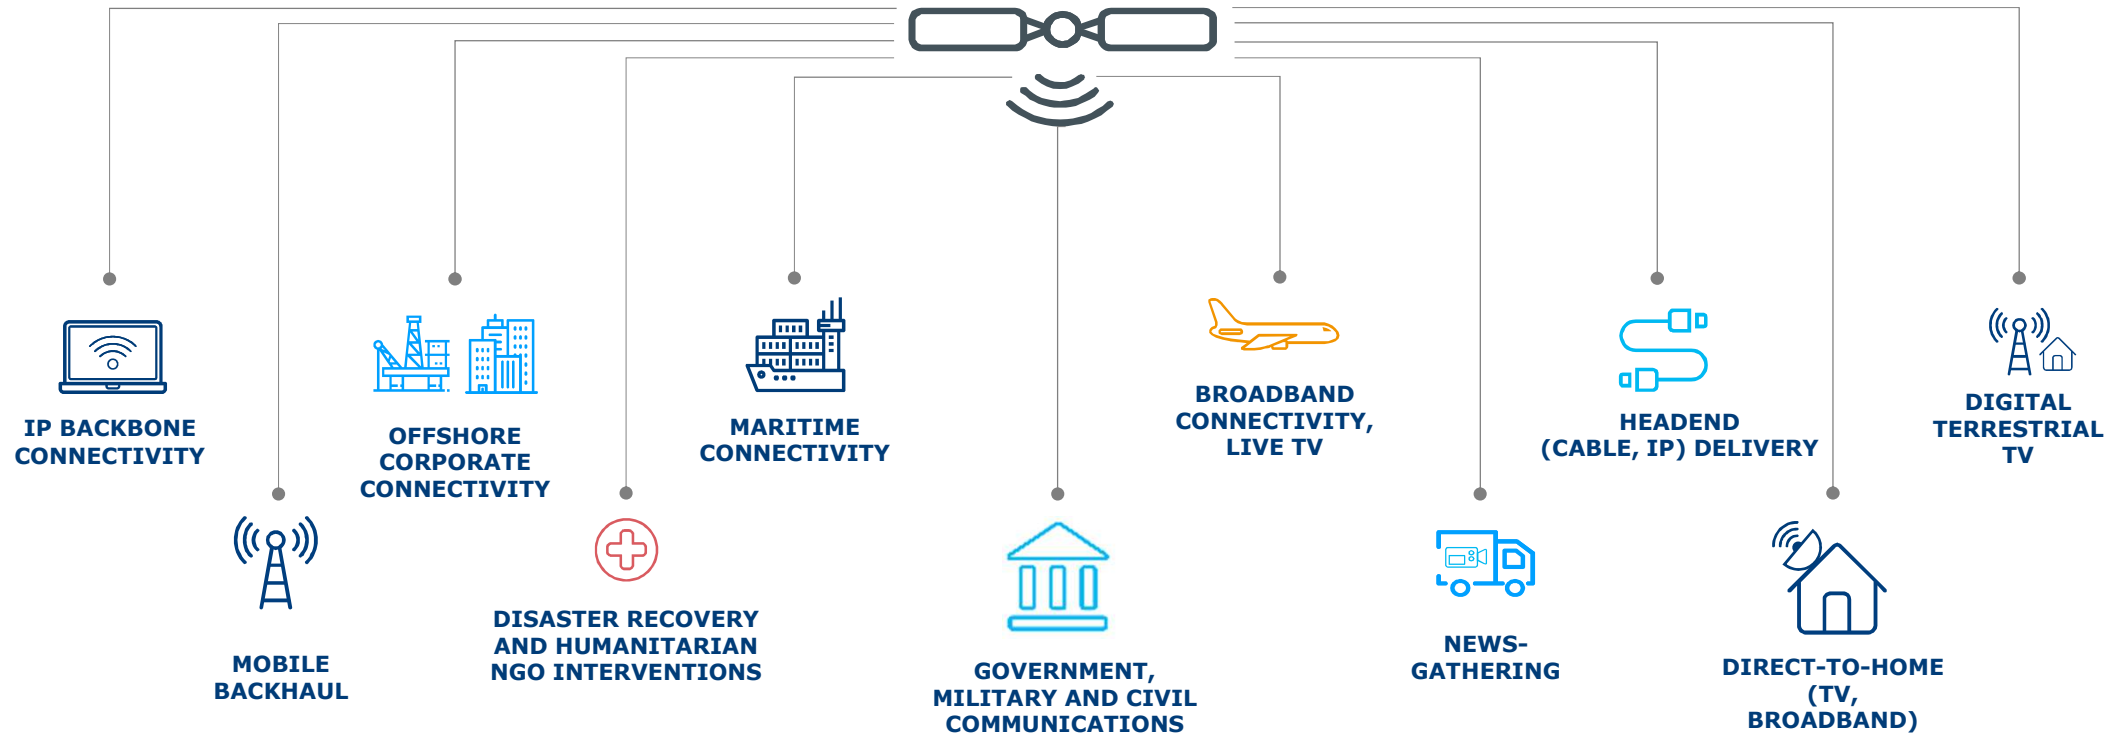 IP BACKBONE
CONNECTIVITY
MOBILE
BACKHAUL
OFFSHORE
CORPORATE
CONNECTIVITY
DISASTER RECOVERY
AND HUMANITARIAN
NGO INTERVENTIONS
MARITIME
CONNECTIVITY
GOVERNMENT,
MILITARY AND CIVIL
COMMUNICATIONS
BROADBAND
CONNECTIVITY,
LIVE TV
NEWS-
GATHERING
HEADEND
(CABLE, IP) DELIVERY
DIRECT-TO-HOME
(TV,
BROADBAND)
DIGITAL
TERRESTRIAL
TV